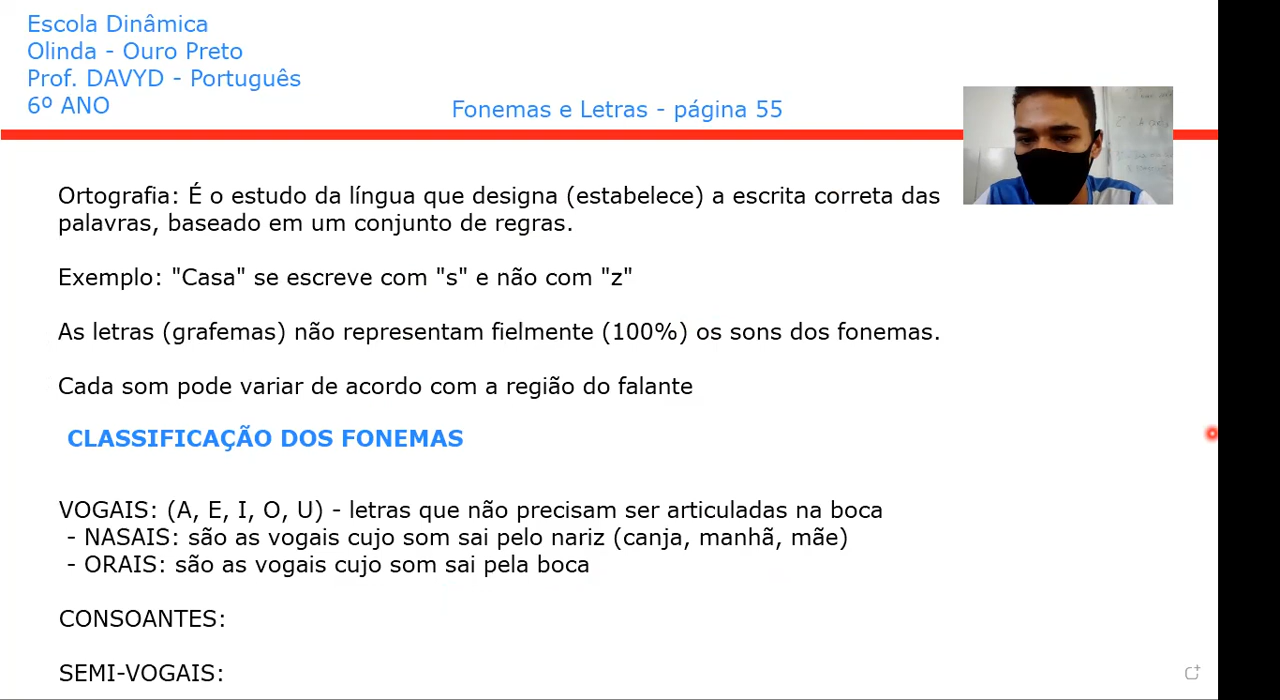 Escola Dinâmica
Olinda - Ouro Preto
Prof. DAVYD - Português
6º ANO
Fonemas e Letras - página 55
Ortografia: É o estudo da língua que designa (estabelece) a escrita correta das
palavras, baseado em um conjunto de regras.
Exemplo: "Casa" se escreve com "s" e não com "z"
As letras (grafemas) não representam fielmente (100%) os sons dos fonemas.
Cada som pode variar de acordo com a região do falante
CLASSIFICAÇÃO DOS FONEMAS
VOGAIS: (A, E, I, O, U) - letras que não precisam ser articuladas na boca
- NASAIS: são as vogais cujo som sai pelo nariz (canja, manhã, mãe)
- ORAIS: são as vogais cujo som sai pela boca
CONSOANTES:
SEMI-VOGAIS: